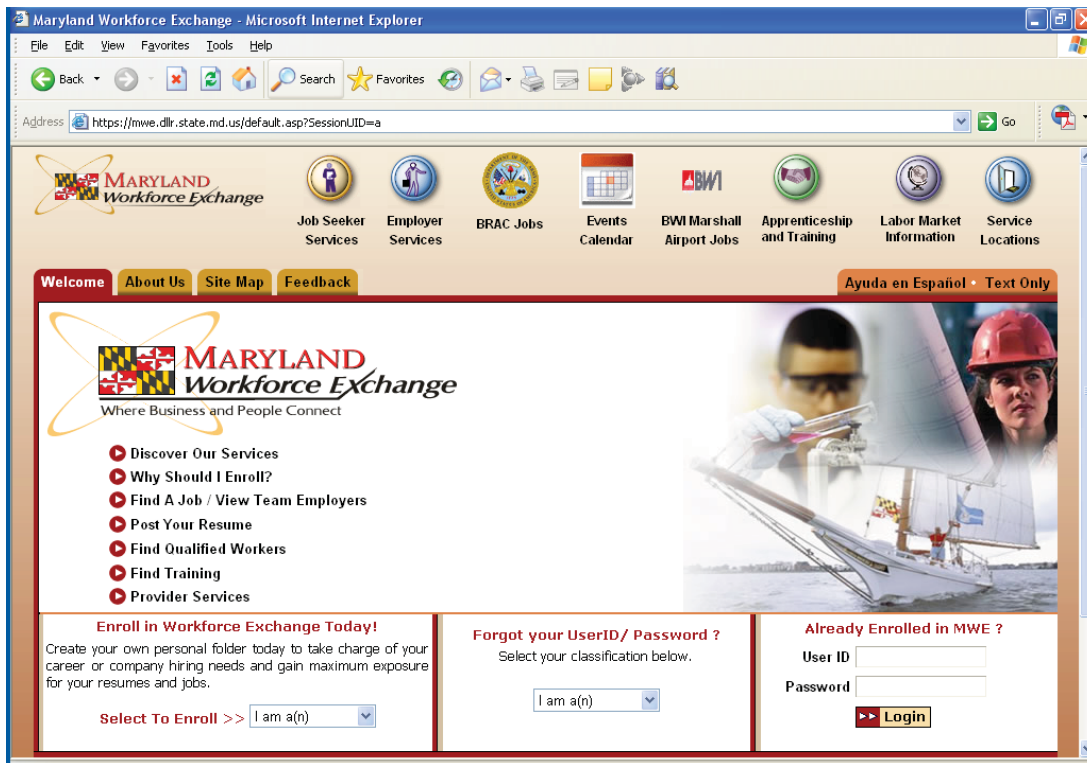 Maryland Workforce Exchange - Microsoft Internet Explorer
File Edit View Favorites Tools Help
Back Search Favorites
Address https://mwe.dllr.state.md.us/default.asp?SessionUID=a Go
MARYLAND
Workforce Exchange
Job Seeker
Services
Employer
Services
BRAC Jobs
Events
Calendar
BWI
BWI Marshall
Airport Jobs
Apprenticeship
and Training
Labor Market
Information
Service
Locations
Welcome About Us Site Map Feedback Ayuda en Español • Text Only
MARYLAND
Workforce Exchange
Where Business and People Connect
Discover Our Services
Why Should I Enroll?
Find A Job / View Team Employers
Post Your Resume
Find Qualified Workers
Find Training
Provider Services
Enroll in Workforce Exchange Today!
Create your own personal folder today to take charge of your
career or company hiring needs and gain maximum exposure
for your resumes and jobs.
Select To Enroll >> I am a(n)
Forgot your UserID/ Password ?
Select your classification below.
I am a(n)
Already Enrolled in MWE ?
User ID
Password
Login